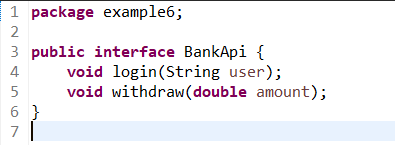 1 package example6;
2
3 public interface BankApi {
4     void login(String user);
5     void withdraw(double amount);
6 }
7